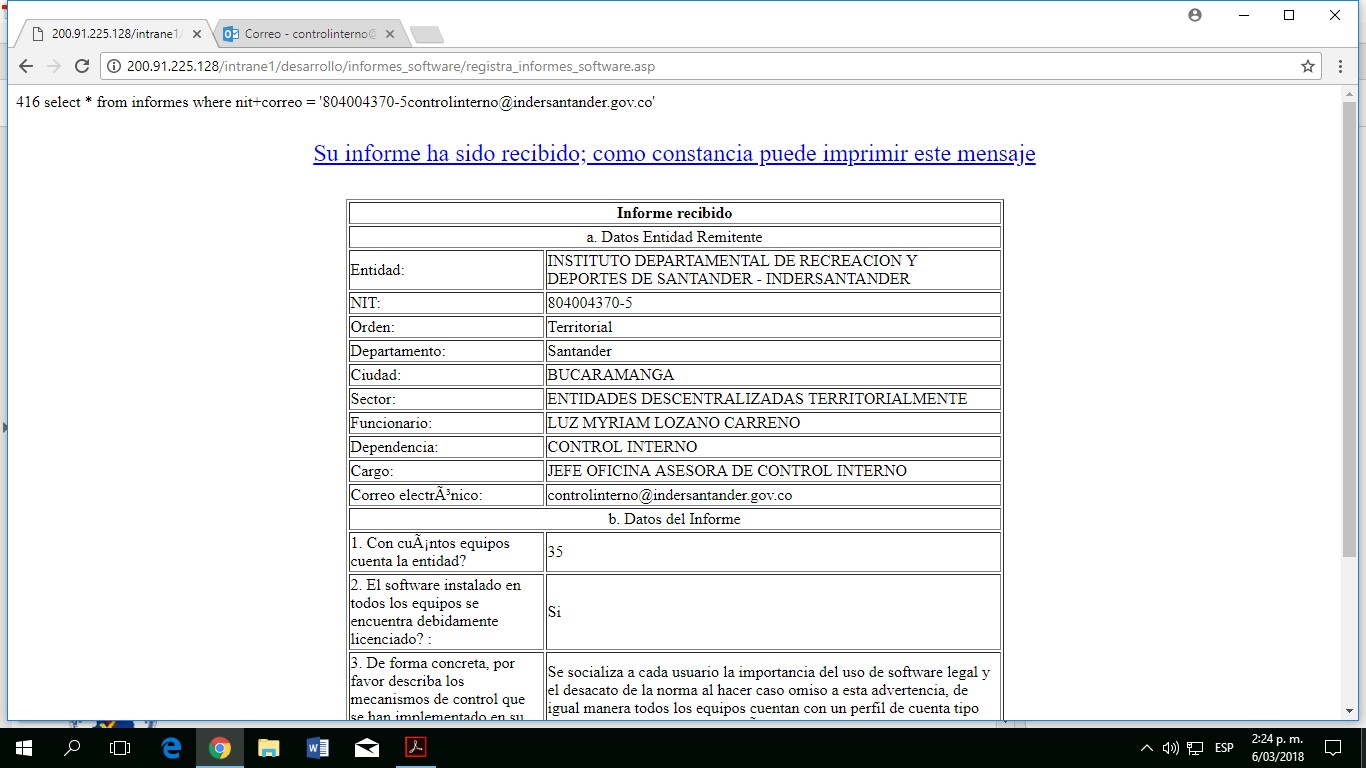 200.91.225.128/intrane1/
Correo - controlinterno@
200.91.225.128/intrane1/desarrollo/informes_software/registra_informes_software.asp
416 select * from informes where nit+correo = '804004370-5controlinterno@indersantander.gov.co'
Su informe ha sido recibido; como constancia puede imprimir este mensaje
Informe recibido
a. Datos Entidad Remitente
Entidad:
INSTITUTO DEPARTAMENTAL DE RECREACION Y
DEPORTES DE SANTANDER - INDERSANTANDER
NIT:
804004370-5
Orden:
Territorial
Departamento:
Santander
Ciudad:
BUCARAMANGA
Sector:
ENTIDADES DESCENTRALIZADAS TERRITORIALMENTE
Funcionario:
LUZ MYRIAM LOZANO CARRENO
Dependencia:
CONTROL INTERNO
Cargo:
JEFE OFICINA ASESORA DE CONTROL INTERNO
Correo electrÃ³nico:
controlinterno@indersantander.gov.co
b. Datos del Informe
1. Con cuÃ¡ntos equipos
cuenta la entidad?
35
2. El software instalado en
todos los equipos se
encuentra debidamente
licenciado? :
Si
3. De forma concreta, por
favor describa los
mecanismos de control que
se han implementado en su
Se socializa a cada usuario la importancia del uso de software legal y
el desacato de la norma al hacer caso omiso a esta advertencia, de
igual manera todos los equipos cuentan con un perfil de cuenta tipo
ESP
2:24 p. m.
6/03/2018